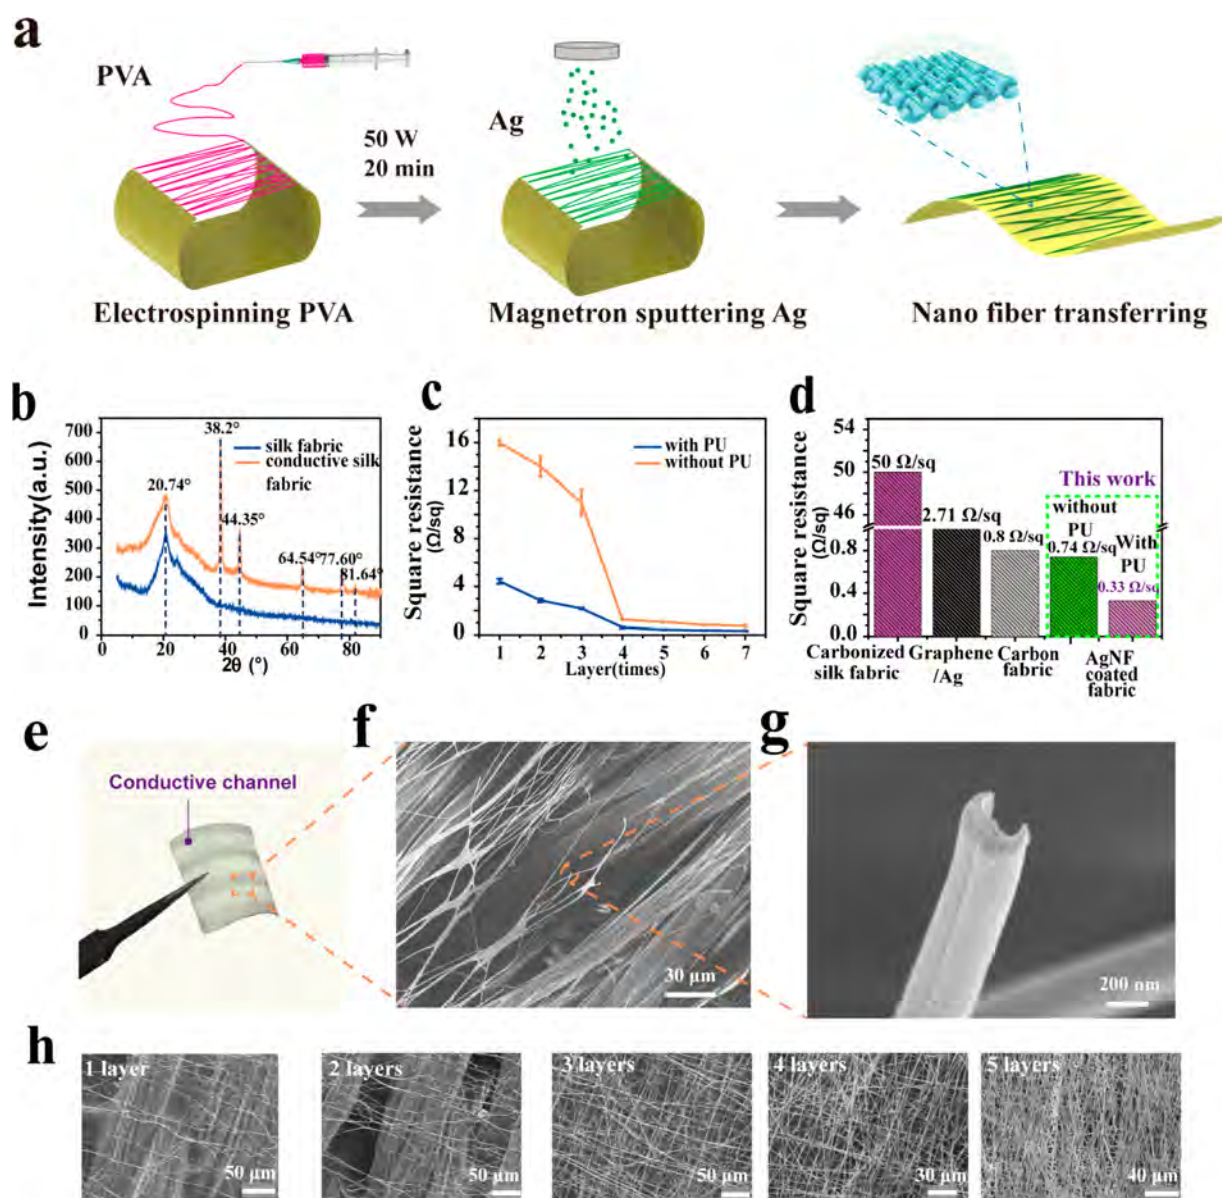 a
PVA
50 W
20 min
Ag
Electrospinning PVA
Magnetron sputtering Ag
Nano fiber transferring
b
Intensity(a.u.)
700
600
500
400
300
200
100
0
0
20
40
60
80
2θ (°)
silk fabric
conductive silk
fabric
20.74°
38.2°
44.35°
64.54°
77.60°
81.64°
c
Square resistance
(Ω/sq)
16
12
8
4
0
1
2
3
4
5
6
7
Layer(times)
with PU
without PU
d
Square resistance
(Ω/sq)
54
50
46
0.8
0.4
0.0
50 Ω/sq
2.71 Ω/sq
0.8 Ω/sq
This work
without
PU
0.74 Ω/sq
With
PU
0.33 Ω/sq
Carbonized
silk fabric
Graphene
/Ag
Carbon
fabric
AgNF
coated
fabric
e
Conductive channel
f
30 μm
g
200 nm
h
1 layer
50 μm
2 layers
50 μm
3 layers
50 μm
4 layers
30 μm
5 layers
40 μm